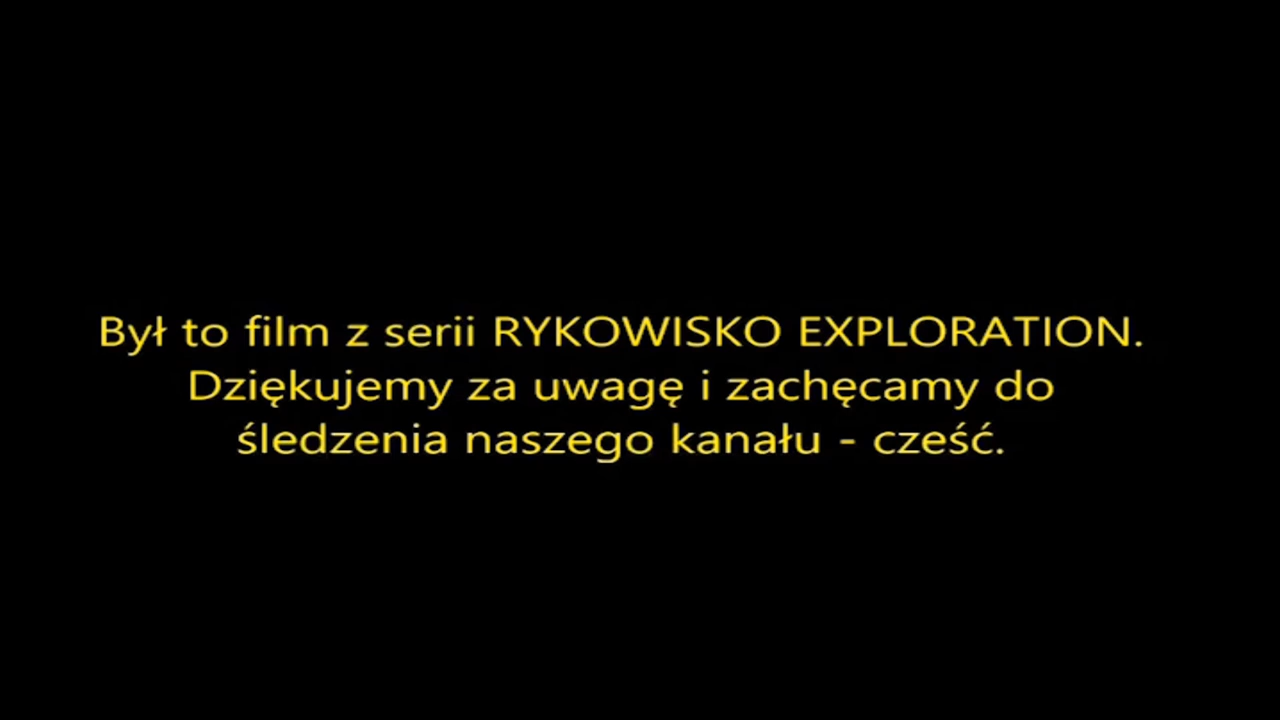 Był to film z serii RYKOWISKO EXPLORATION.
Dziękujemy za uwagę i zachęcamy do
śledzenia naszego kanału - cześć.